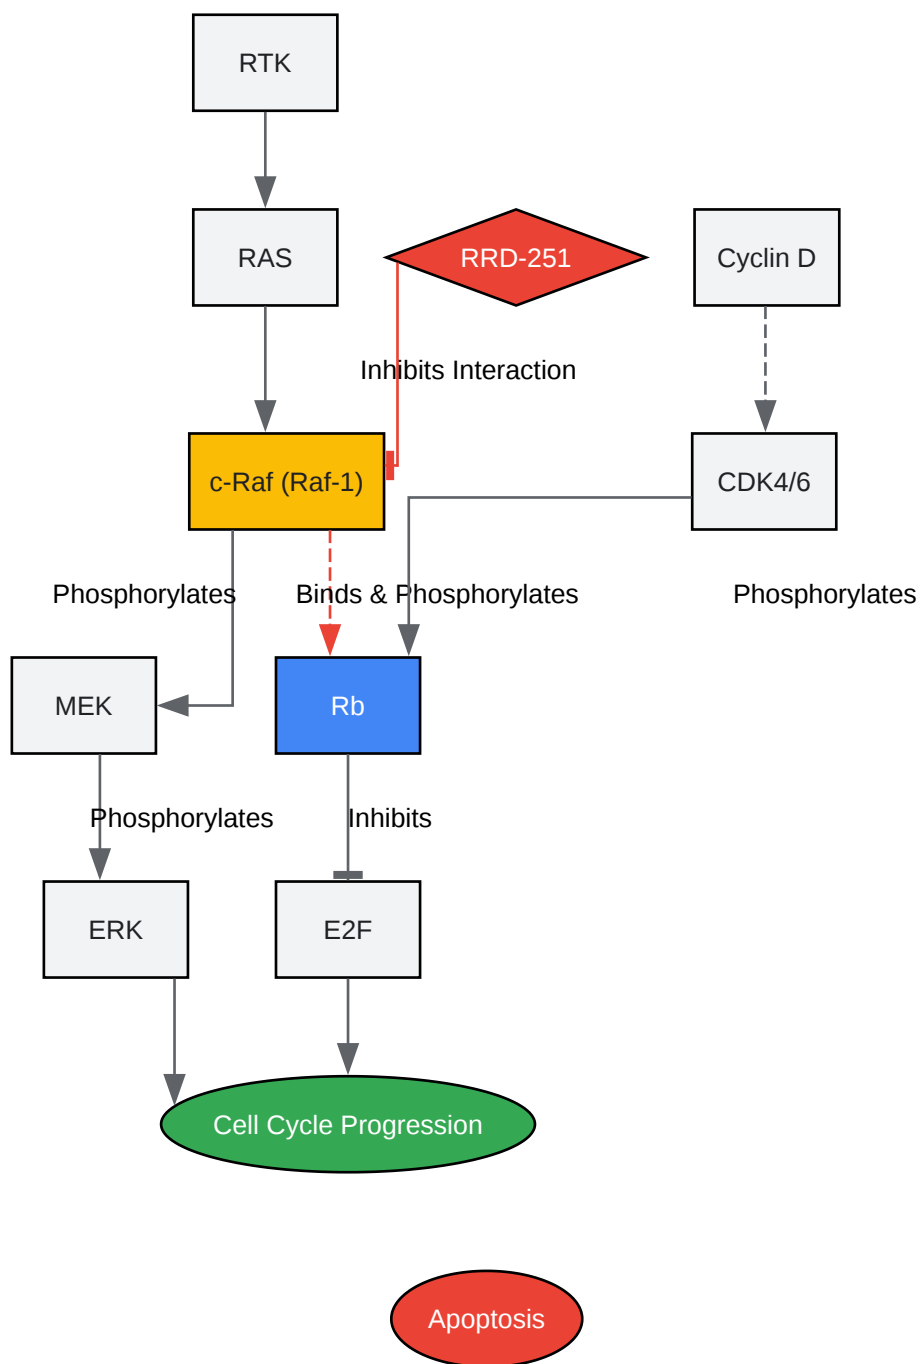 RTK
RAS
RRD-251
Cyclin D
Inhibits Interaction
c-Raf (Raf-1)
CDK4/6
Phosphorylates
Binds & Phosphorylates
Phosphorylates
MEK
Rb
Phosphorylates
Inhibits
ERK
E2F
Cell Cycle Progression
Apoptosis